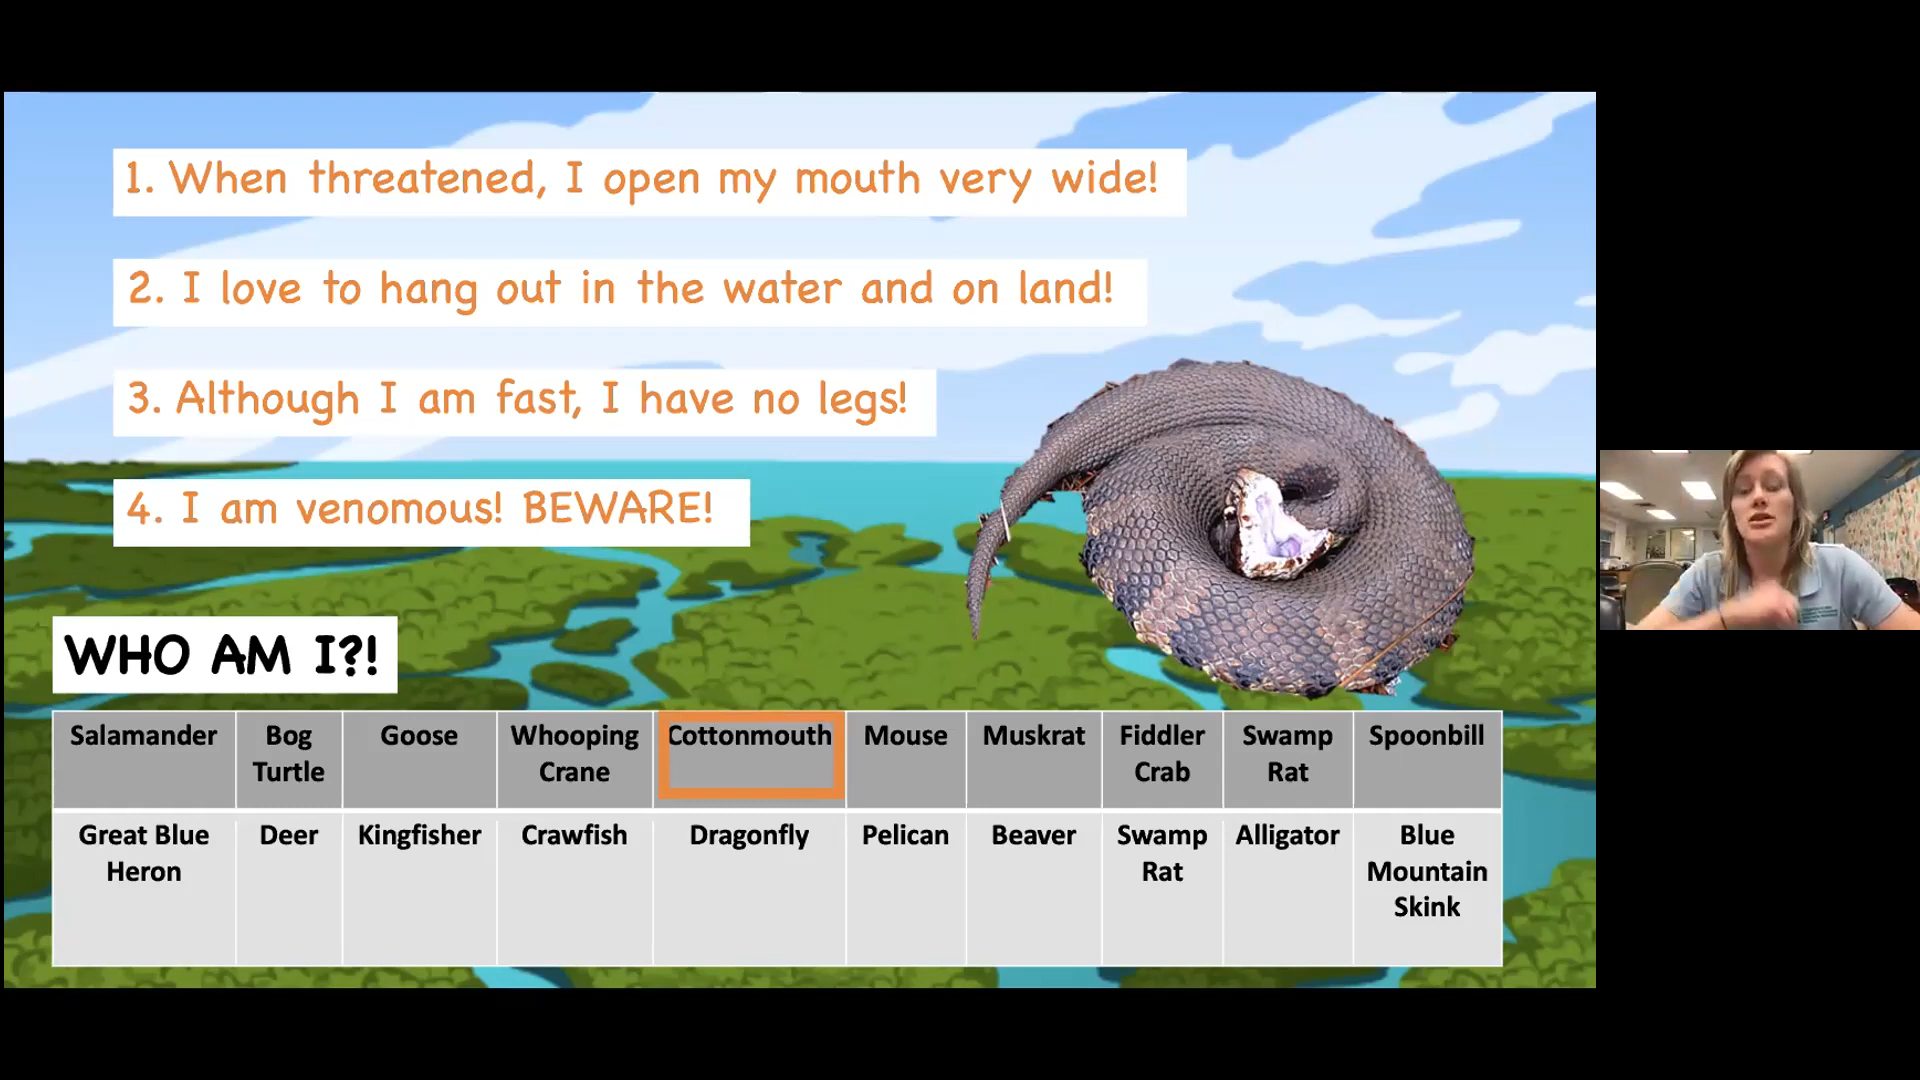 1. When threatened, I open my mouth very wide!
2. I love to hang out in the water and on land!
3. Although I am fast, I have no legs!
4. I am venomous! BEWARE!
WHO AM I?!
Salamander
Bog
Turtle
Goose
Whooping
Crane
Cottonmouth
Mouse
Muskrat
Fiddler
Crab
Swamp
Rat
Spoonbill
Great Blue
Heron
Deer
Kingfisher
Crawfish
Dragonfly
Pelican
Beaver
Swamp
Rat
Alligator
Blue
Mountain
Skink